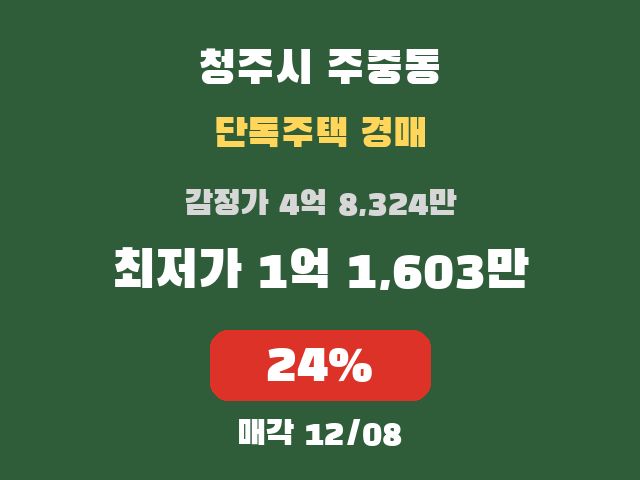 청주시 주중동
단독주택 경매
감정가 4억 8,324만
최저가 1억 1,603만
24%
매각 12/08